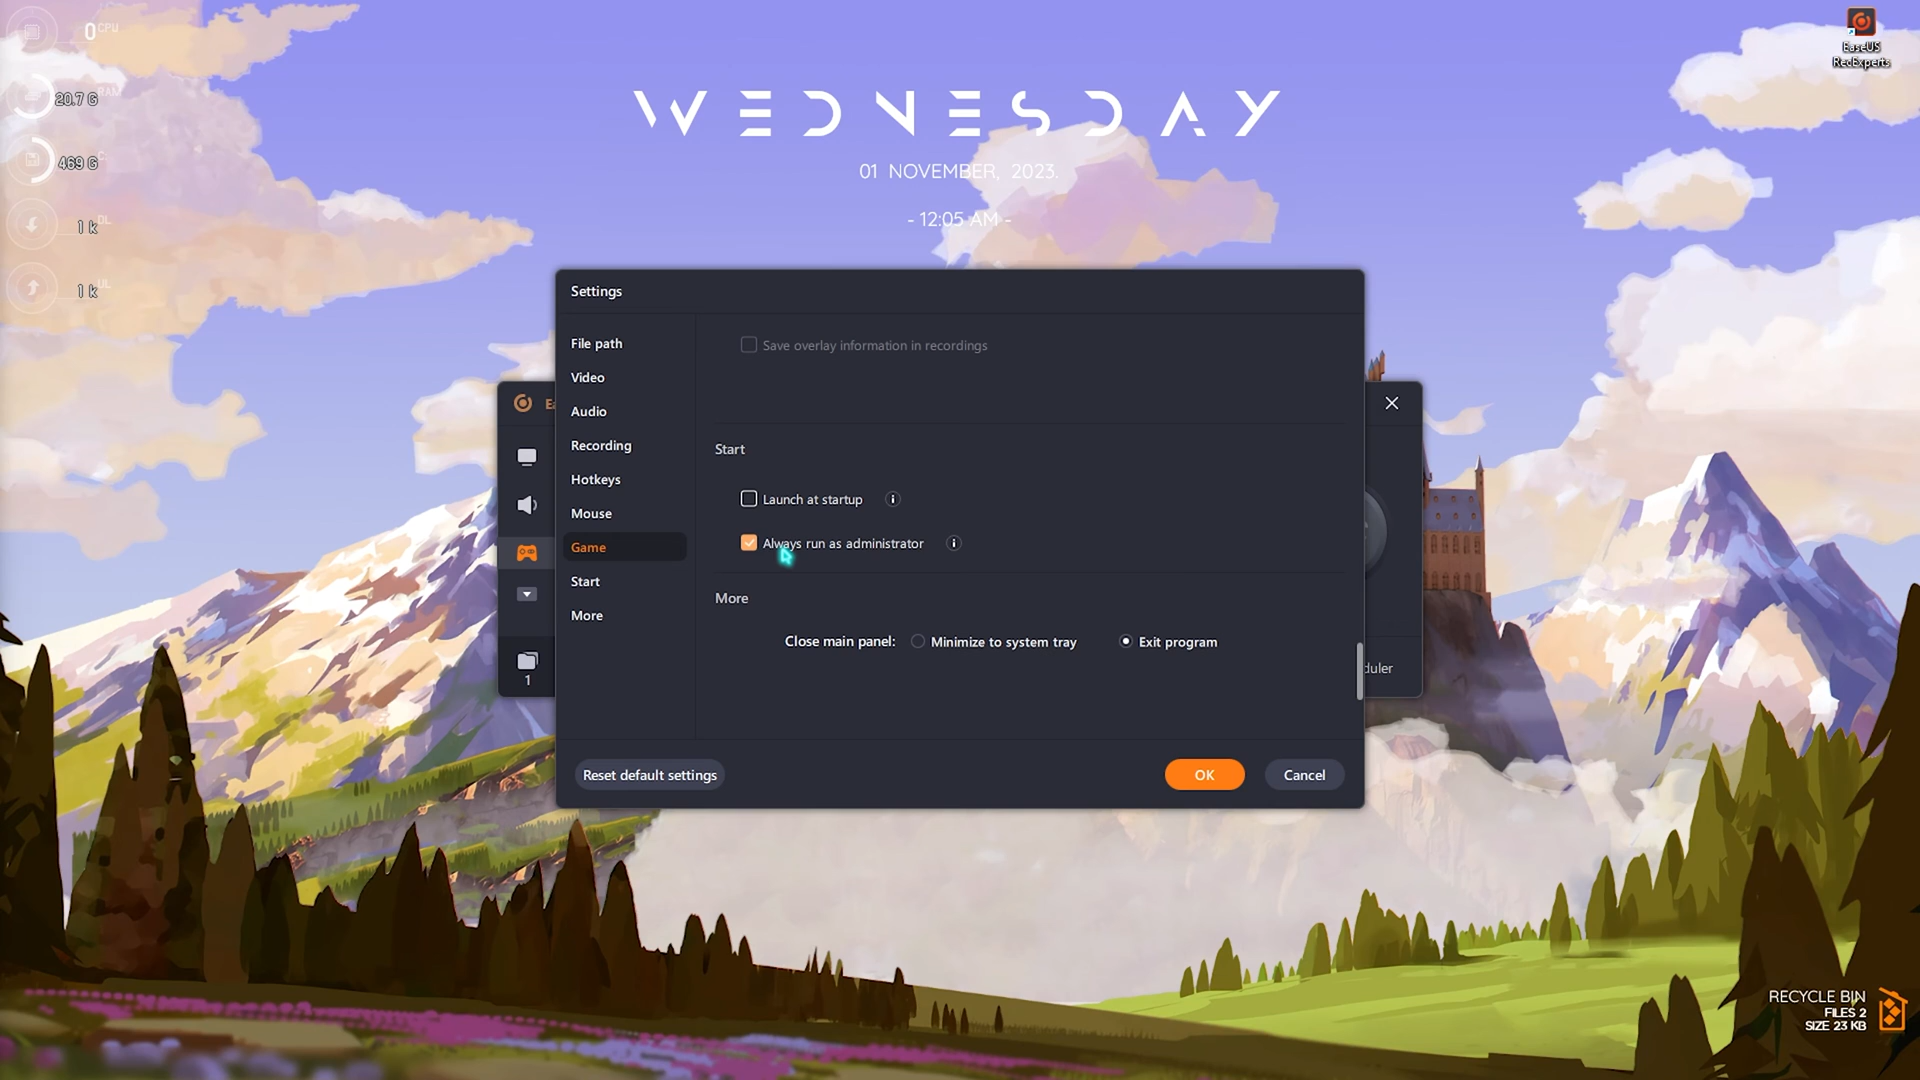 0 CPU
20.7 G RAM
469 G C
1 k DL
1 k UL
EaseUS
RecExperts
WEDNESDAY
01 NOVEMBER, 2023.
- 12:05 AM -
Settings
File path
Video
Audio
Recording
Hotkeys
Mouse
Game
Start
More
Save overlay information in recordings
Start
Launch at startup
Always run as administrator
More
Close main panel: Minimize to system tray Exit program
Reset default settings
OK
Cancel
1
RECYCLE BIN
FILES 2
SIZE 23 KB